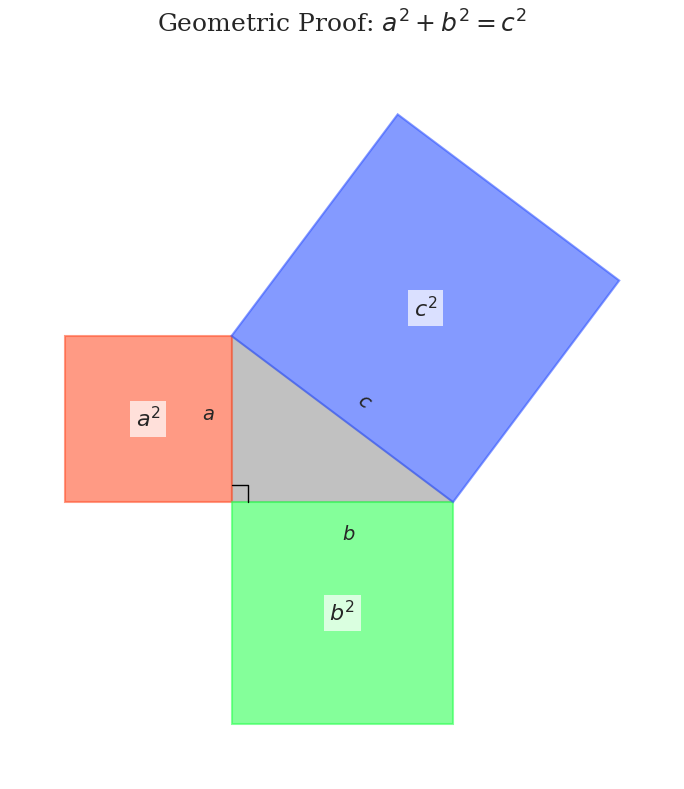 Geometric Proof: a² + b² = c²
c²
c
a²
a
b
b²